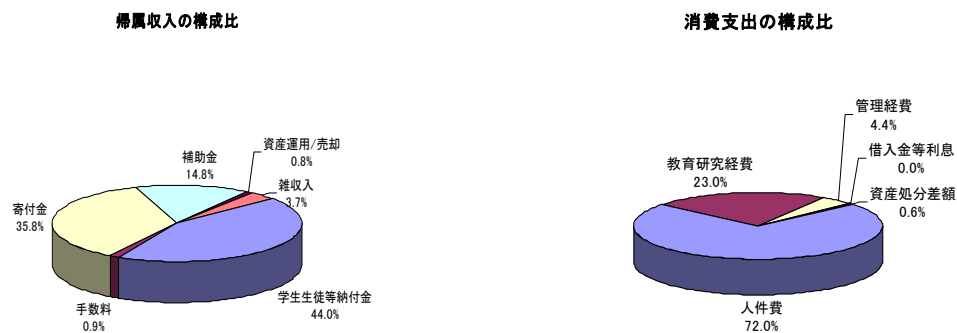 帰属収入の構成比
資産運用/売却
0.8%
補助金
14.8%
雑収入
3.7%
寄付金
35.8%
学生生徒等納付金
44.0%
手数料
0.9%
消費支出の構成比
管理経費
4.4%
借入金等利息
0.0%
教育研究経費
23.0%
資産処分差額
0.6%
人件費
72.0%